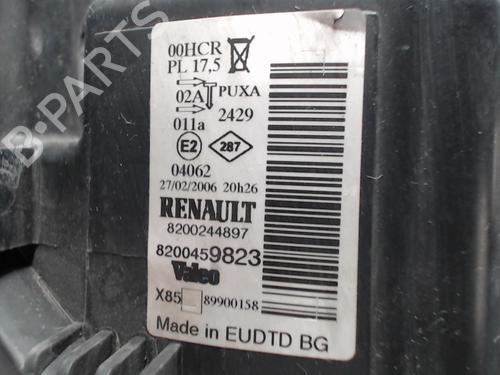 B-PARTS
00HCR
PL 17,5
02A PUXA
2429
011a
E2 287
04062
27/02/2006 20h26
RENAULT
8200244897
8200459823
Valeo
X85 89900158
Made in EUDTD BG